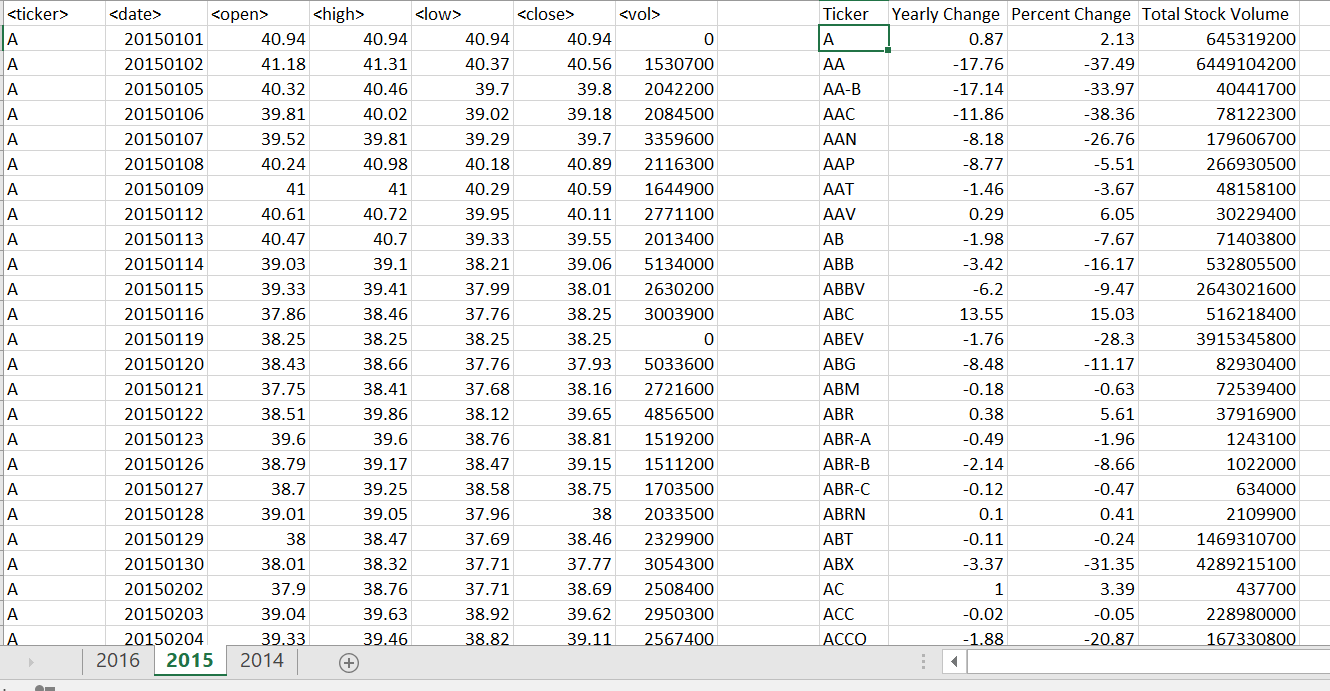 <ticker> <date> <open> <high> <low> <close> <vol> Ticker Yearly Change Percent Change Total Stock Volume
A 20150101 40.94 40.94 40.94 40.94 0 A 0.87 2.13 645319200
A 20150102 41.18 41.31 40.37 40.56 1530700 AA -17.76 -37.49 6449104200
A 20150105 40.32 40.46 39.7 39.8 2042200 AA-B -17.14 -33.97 40441700
A 20150106 39.81 40.02 39.02 39.18 2084500 AAC -11.86 -38.36 78122300
A 20150107 39.52 39.81 39.29 39.7 3359600 AAN -8.18 -26.76 179606700
A 20150108 40.24 40.98 40.18 40.89 2116300 AAP -8.77 -5.51 266930500
A 20150109 41 41 40.29 40.59 1644900 AAT -1.46 -3.67 48158100
A 20150112 40.61 40.72 39.95 40.11 2771100 AAV 0.29 6.05 30229400
A 20150113 40.47 40.7 39.33 39.55 2013400 AB -1.98 -7.67 71403800
A 20150114 39.03 39.1 38.21 39.06 5134000 ABB -3.42 -16.17 532805500
A 20150115 39.33 39.41 37.99 38.01 2630200 ABBV -6.2 -9.47 2643021600
A 20150116 37.86 38.46 37.76 38.25 3003900 ABC 13.55 15.03 516218400
A 20150119 38.25 38.25 38.25 38.25 0 ABEV -1.76 -28.3 3915345800
A 20150120 38.43 38.66 37.76 37.93 5033600 ABG -8.48 -11.17 82930400
A 20150121 37.75 38.41 37.68 38.16 2721600 ABM -0.18 -0.63 72539400
A 20150122 38.51 39.86 38.12 39.65 4856500 ABR 0.38 5.61 37916900
A 20150123 39.6 39.6 38.76 38.81 1519200 ABR-A -0.49 -1.96 1243100
A 20150126 38.79 39.17 38.47 39.15 1511200 ABR-B -2.14 -8.66 1022000
A 20150127 38.7 39.25 38.58 38.75 1703500 ABR-C -0.12 -0.47 634000
A 20150128 39.01 39.05 37.96 38 2033500 ABRN 0.1 0.41 2109900
A 20150129 38 38.47 37.69 38.46 2329900 ABT -0.11 -0.24 1469310700
A 20150130 38.01 38.32 37.71 37.77 3054300 ABX -3.37 -31.35 4289215100
A 20150202 37.9 38.76 37.71 38.69 2508400 AC 1 3.39 437700
A 20150203 39.04 39.63 38.92 39.62 2950300 ACC -0.02 -0.05 228980000
A 20150204 39.33 39.46 38.82 39.11 2567400 ACCO -1.88 -20.87 167330800
2016 2015 2014